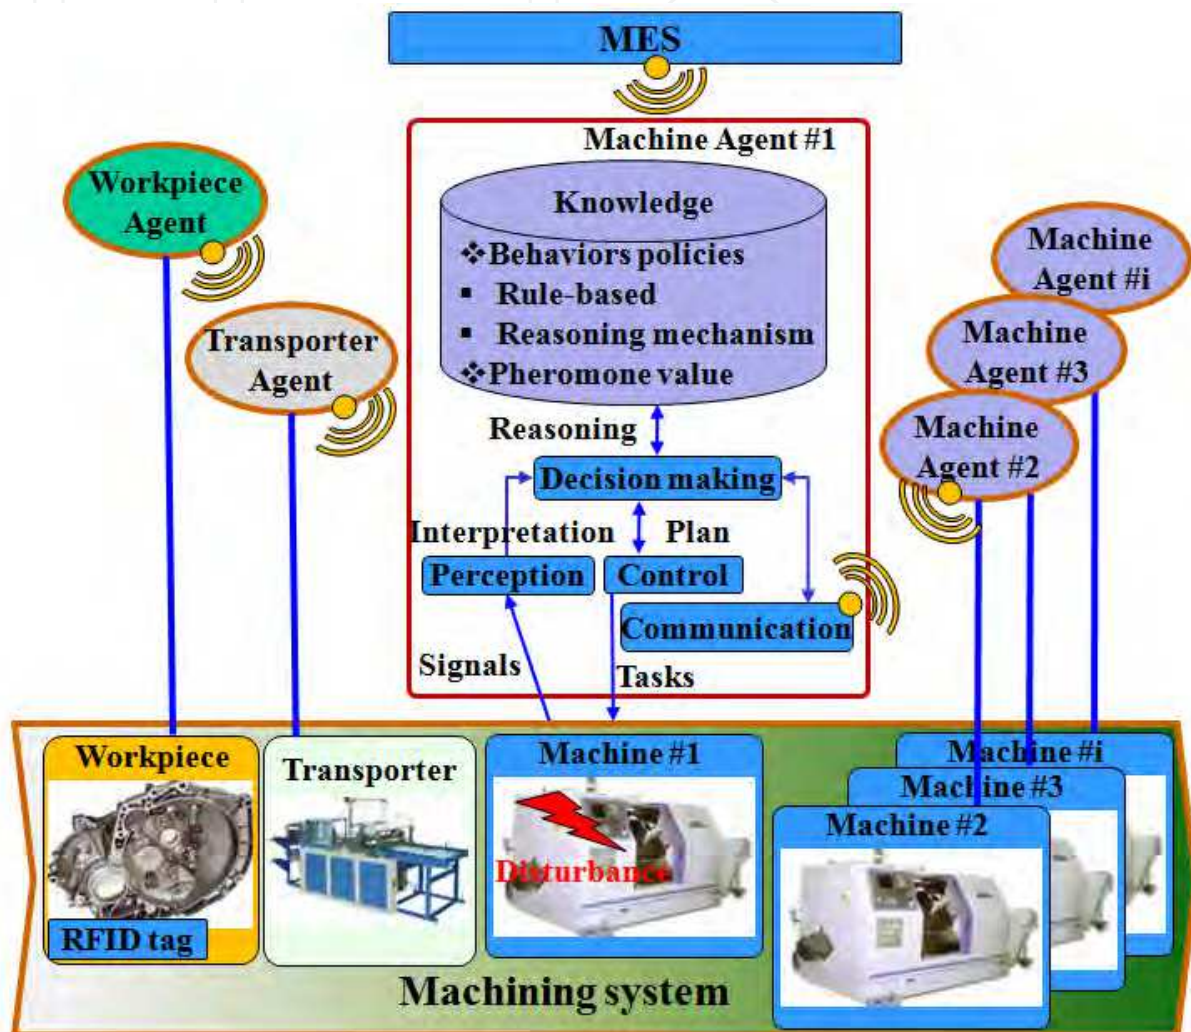 MES
Machine Agent #1
Knowledge
❖Behaviors policies
▪ Rule-based
▪ Reasoning mechanism
❖Pheromone value
Reasoning
Decision making
Interpretation
Plan
Perception
Control
Communication
Signals
Tasks
Workpiece
Agent
Transporter
Agent
Machine
Agent #i
Machine
Agent #3
Machine
Agent #2
Workpiece
RFID tag
Transporter
Machine #1
Disturbance
Machine #i
Machine #3
Machine #2
Machining system